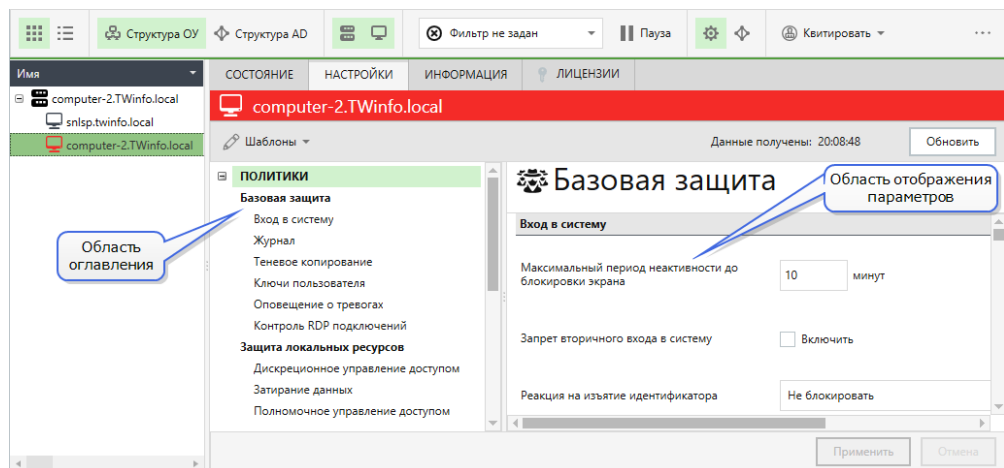 Структура ОУ Структура AD Фильтр не задан Пауза Квитировать ...
Имя
computer-2.TWinfo.local
snlsp.twinfo.local
computer-2.TWinfo.local
СОСТОЯНИЕ НАСТРОЙКИ ИНФОРМАЦИЯ ЛИЦЕНЗИИ
computer-2.TWinfo.local
Шаблоны Данные получены: 20:08:48 Обновить
ПОЛИТИКИ
Базовая защита
Вход в систему
Журнал
Теневое копирование
Ключи пользователя
Оповещение о тревогах
Контроль RDP подключений
Защита локальных ресурсов
Дискреционное управление доступом
Затирание данных
Полномочное управление доступом
Область
оглавления
Базовая защита
Область отображения
параметров
Вход в систему
Максимальный период неактивности до
блокировки экрана
10 минут
Запрет вторичного входа в систему Включить
Реакция на изъятие идентификатора Не блокировать
Применить Отмена